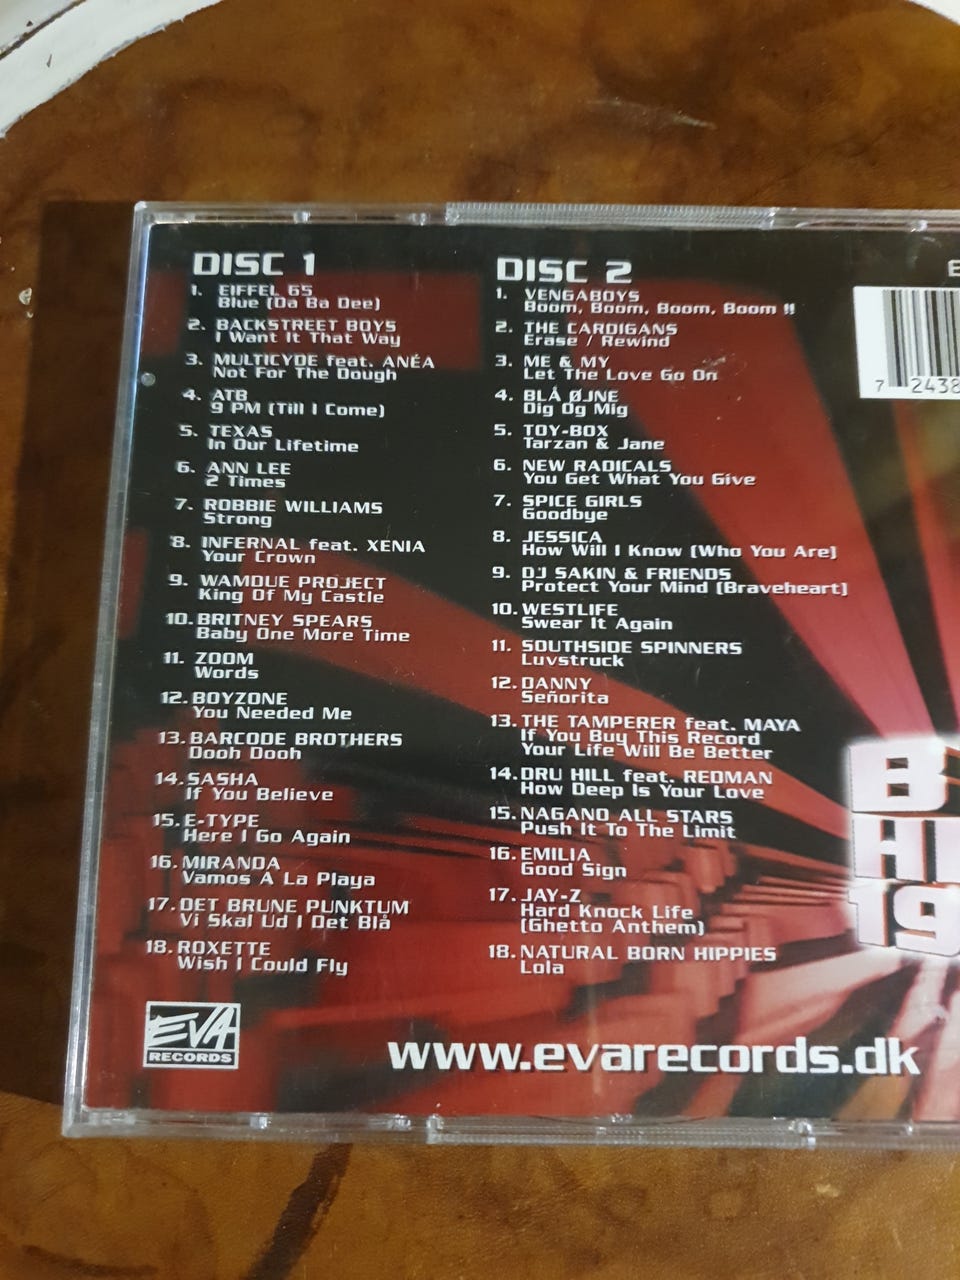 DISC 1
1. EIFFEL 65
Blue (Da Ba Dee)
2. BACKSTREET BOYS
I Want It That Way
3. MULTICYDE feat. ANÉA
Not For The Dough
4. ATB
9 PM (Till I Come)
5. TEXAS
In Our Lifetime
6. ANN LEE
2 Times
7. ROBBIE WILLIAMS
Strong
8. INFERNAL feat. XENIA
Your Crown
9. WAMDUE PROJECT
King Of My Castle
10. BRITNEY SPEARS
Baby One More Time
11. ZOOM
Words
12. BOYZONE
You Needed Me
13. BARCODE BROTHERS
Dooh Dooh
14. SASHA
If You Believe
15. E-TYPE
Here I Go Again
16. MIRANDA
Vamos A La Playa
17. DET BRUNE PUNKTUM
Vi Skal Ud I Det Blå
18. ROXETTE
Wish I Could Fly
DISC 2
1. VENGABOYS
Boom, Boom, Boom, Boom !!
2. THE CARDIGANS
Erase / Rewind
3. ME & MY
Let The Love Go On
4. BLÅ ØJNE
Dig Og Mig
5. TOY-BOX
Tarzan & Jane
6. NEW RADICALS
You Get What You Give
7. SPICE GIRLS
Goodbye
8. JESSICA
How Will I Know (Who You Are)
9. DJ SAKIN & FRIENDS
Protect Your Mind (Braveheart)
10. WESTLIFE
Swear It Again
11. SOUTHSIDE SPINNERS
Luvstruck
12. DANNY
Señorita
13. THE TAMPERER feat. MAYA
If You Buy This Record
Your Life Will Be Better
14. DRU HILL feat. REDMAN
How Deep Is Your Love
15. NAGANO ALL STARS
Push It To The Limit
16. EMILIA
Good Sign
17. JAY-Z
Hard Knock Life
(Ghetto Anthem)
18. NATURAL BORN HIPPIES
Lola
7 2438
EVA
RECORDS
www.evarecords.dk